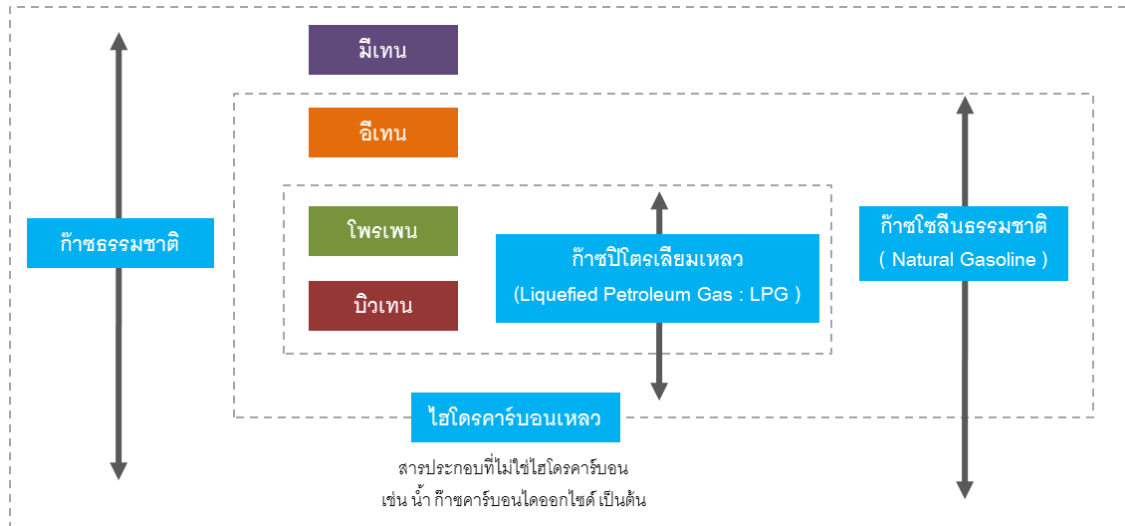 มีเทน
อีเทน
โพรเพน
บิวเทน
ก๊าซธรรมชาติ
ก๊าซปิโตรเลียมเหลว
(Liquefied Petroleum Gas : LPG )
ก๊าซโซลีนธรรมชาติ
( Natural Gasoline )
ไฮโดรคาร์บอนเหลว
สารประกอบที่ไม่ใช่ไฮโดรคาร์บอน
เช่น น้ำ ก๊าซคาร์บอนไดออกไซด์ เป็นต้น